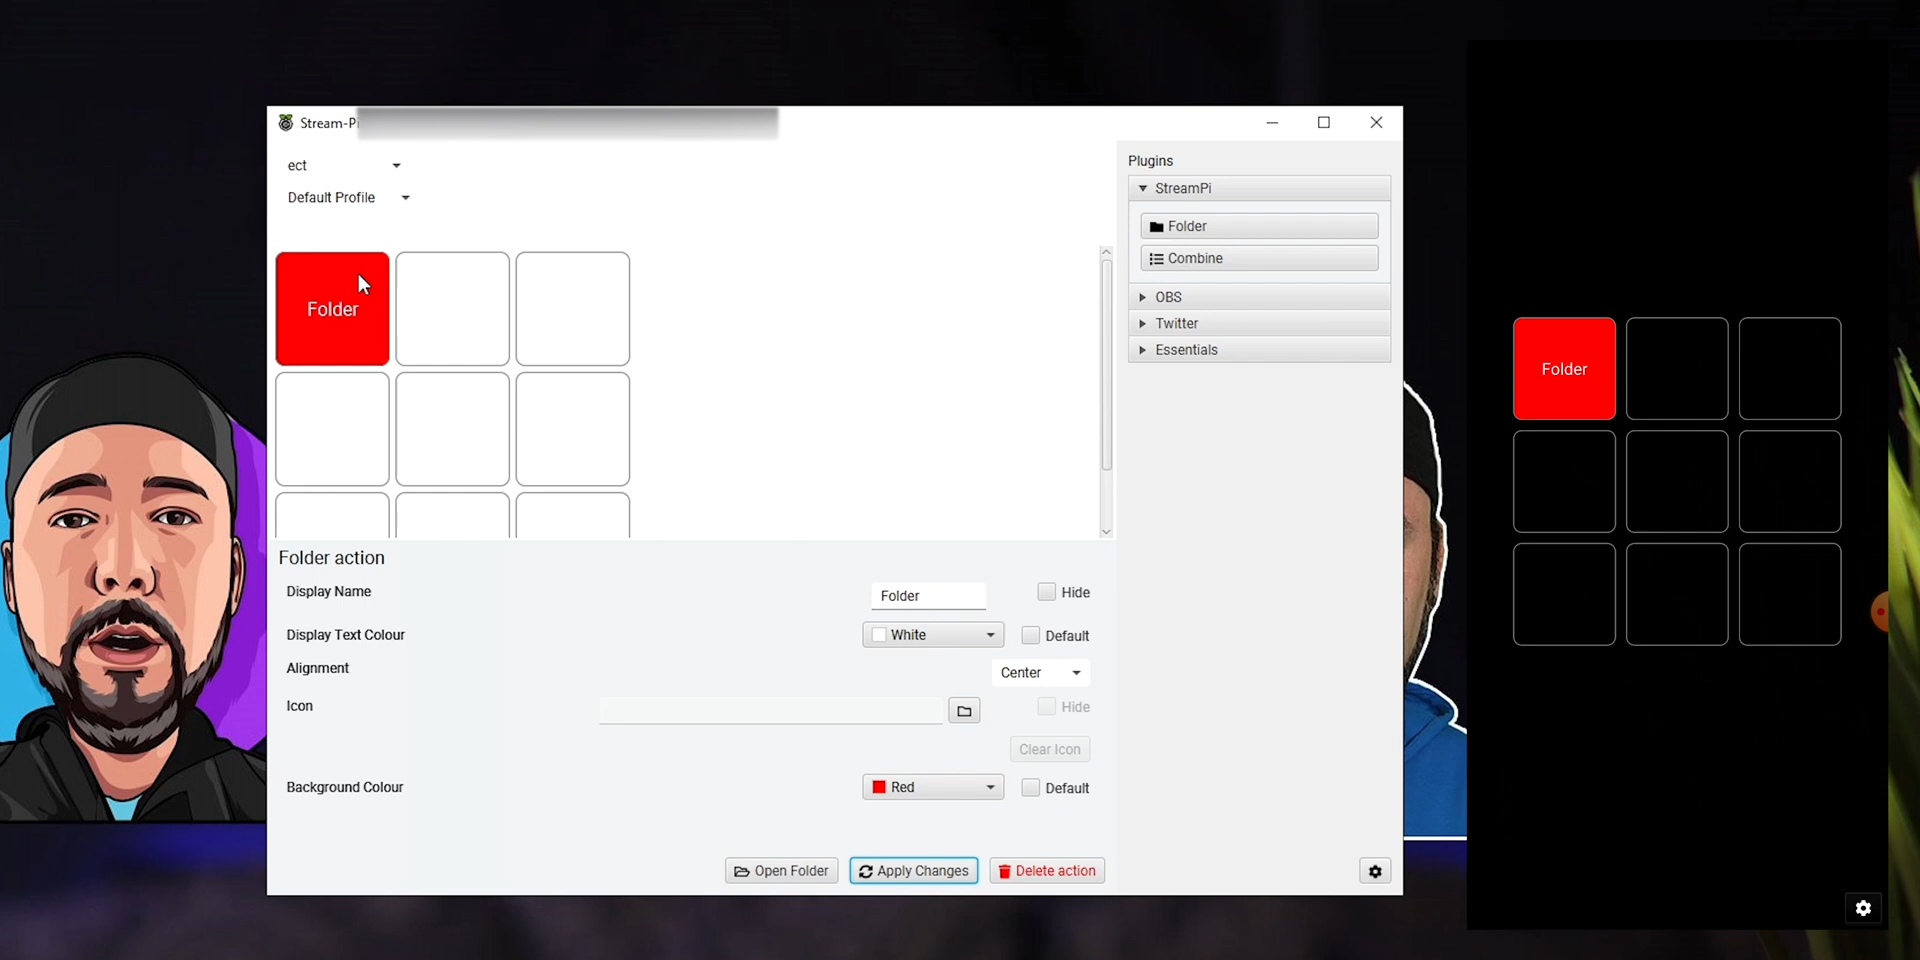 Stream-Pi
ect
Default Profile
Folder
Plugins
StreamPi
Folder
Combine
OBS
Twitter
Essentials
Folder action
Display Name
Folder
Hide
Display Text Colour
White
Default
Alignment
Center
Icon
Hide
Clear Icon
Background Colour
Red
Default
Open Folder
Apply Changes
Delete action
Folder